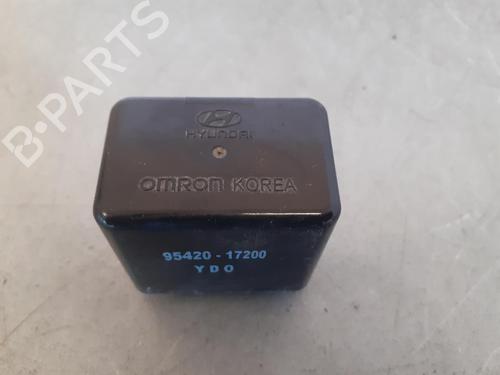 B-PARTS
HYUNDAI
OMRON KOREA
95420-17200
YDO